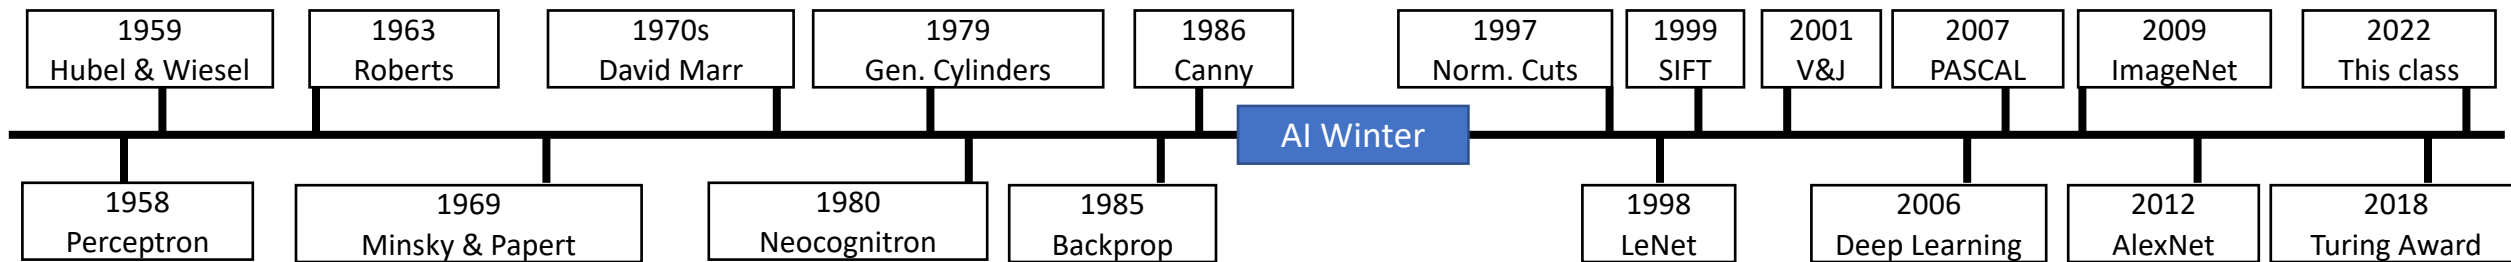 1959
Hubel & Wiesel
1963
Roberts
1970s
David Marr
1979
Gen. Cylinders
1986
Canny
1997
Norm. Cuts
1999
SIFT
2001
V&J
2007
PASCAL
2009
ImageNet
2022
This class
AI Winter
1958
Perceptron
1969
Minsky & Papert
1980
Neocognitron
1985
Backprop
1998
LeNet
2006
Deep Learning
2012
AlexNet
2018
Turing Award